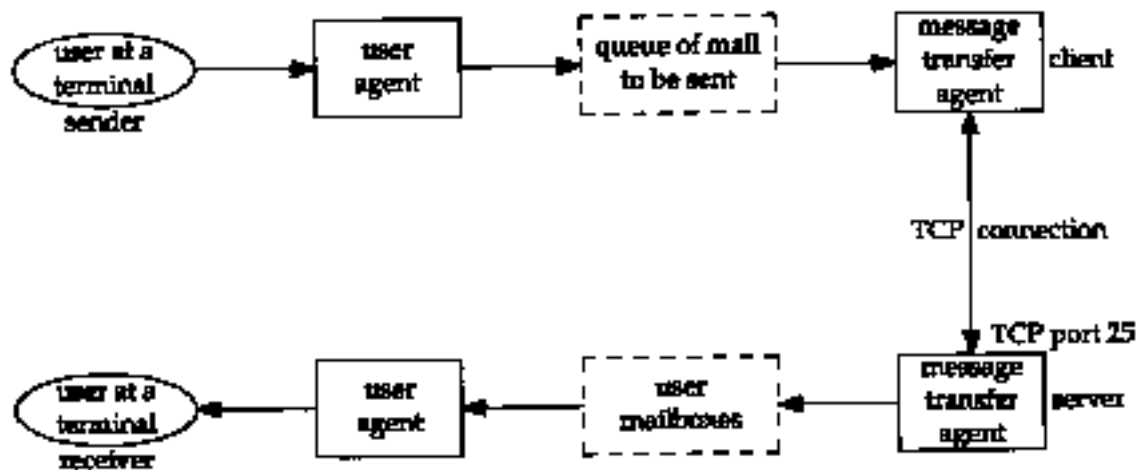 user at a
terminal
sender
user
agent
queue of mail
to be sent
message
transfer
agent
client
TCP connection
TCP port 25
user at a
terminal
receiver
user
agent
user
mailboxes
message
transfer
agent
server